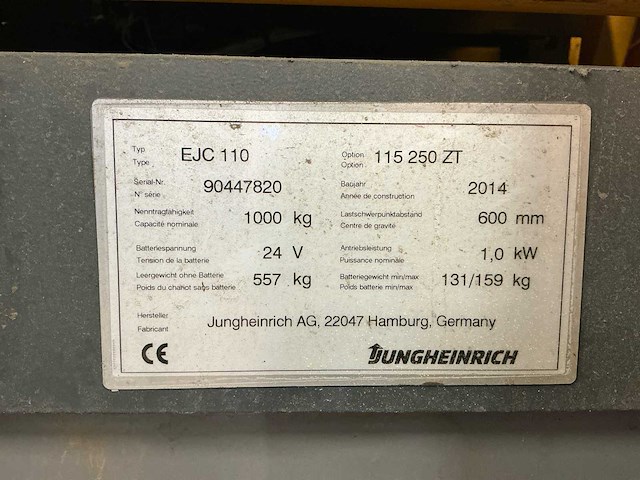 Typ
Type EJC 110 Option
Option 115 250 ZT
Serial-Nr.
N° série 90447820 Baujahr
Année de construction 2014
Nenntragfähigkeit
Capacité nominale 1000 kg Lastschwerpunktabstand
Centre de gravité 600 mm
Batteriespannung
Tension de la batterie 24 V Antriebsleistung
Puissance nominale 1,0 kW
Leergewicht ohne Batterie
Poids du chariot sans batterie 557 kg Batteriegewicht min/max
Poids batterie min/max 131/159 kg
Hersteller
Fabricant Jungheinrich AG, 22047 Hamburg, Germany
CE JUNGHEINRICH